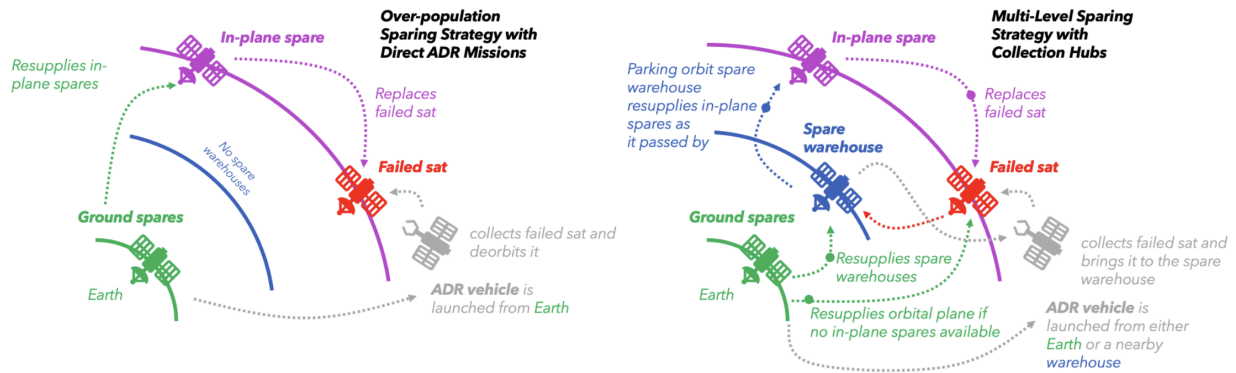 Over-population
Sparing Strategy with
Direct ADR Missions
In-plane spare
Resupplies in-
plane spares
Replaces
failed sat
No spare
warehouses
Failed sat
Ground spares
collects failed sat and
deorbits it
Earth
ADR vehicle is
launched from Earth
Multi-Level Sparing
Strategy with
Collection Hubs
In-plane spare
Parking orbit spare
warehouse
resupplies in-plane
spares as
it passed by
Replaces
failed sat
Spare
warehouse
Failed sat
Ground spares
collects failed sat and
brings it to the spare
warehouse
Resupplies spare
warehouses
Earth
Resupplies orbital plane if
no in-plane spares available
ADR vehicle is
launched from either
Earth or a nearby
warehouse